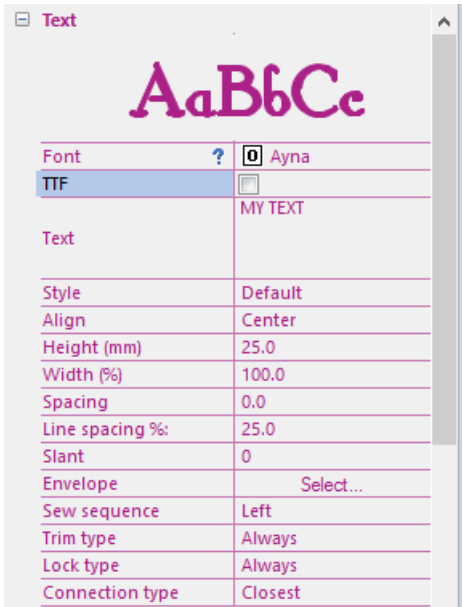 Text
AaBbCc
Font ? 0 Ayna
TTF
Text MY TEXT
Style Default
Align Center
Height (mm) 25.0
Width (%) 100.0
Spacing 0.0
Line spacing %: 25.0
Slant 0
Envelope Select...
Sew sequence Left
Trim type Always
Lock type Always
Connection type Closest